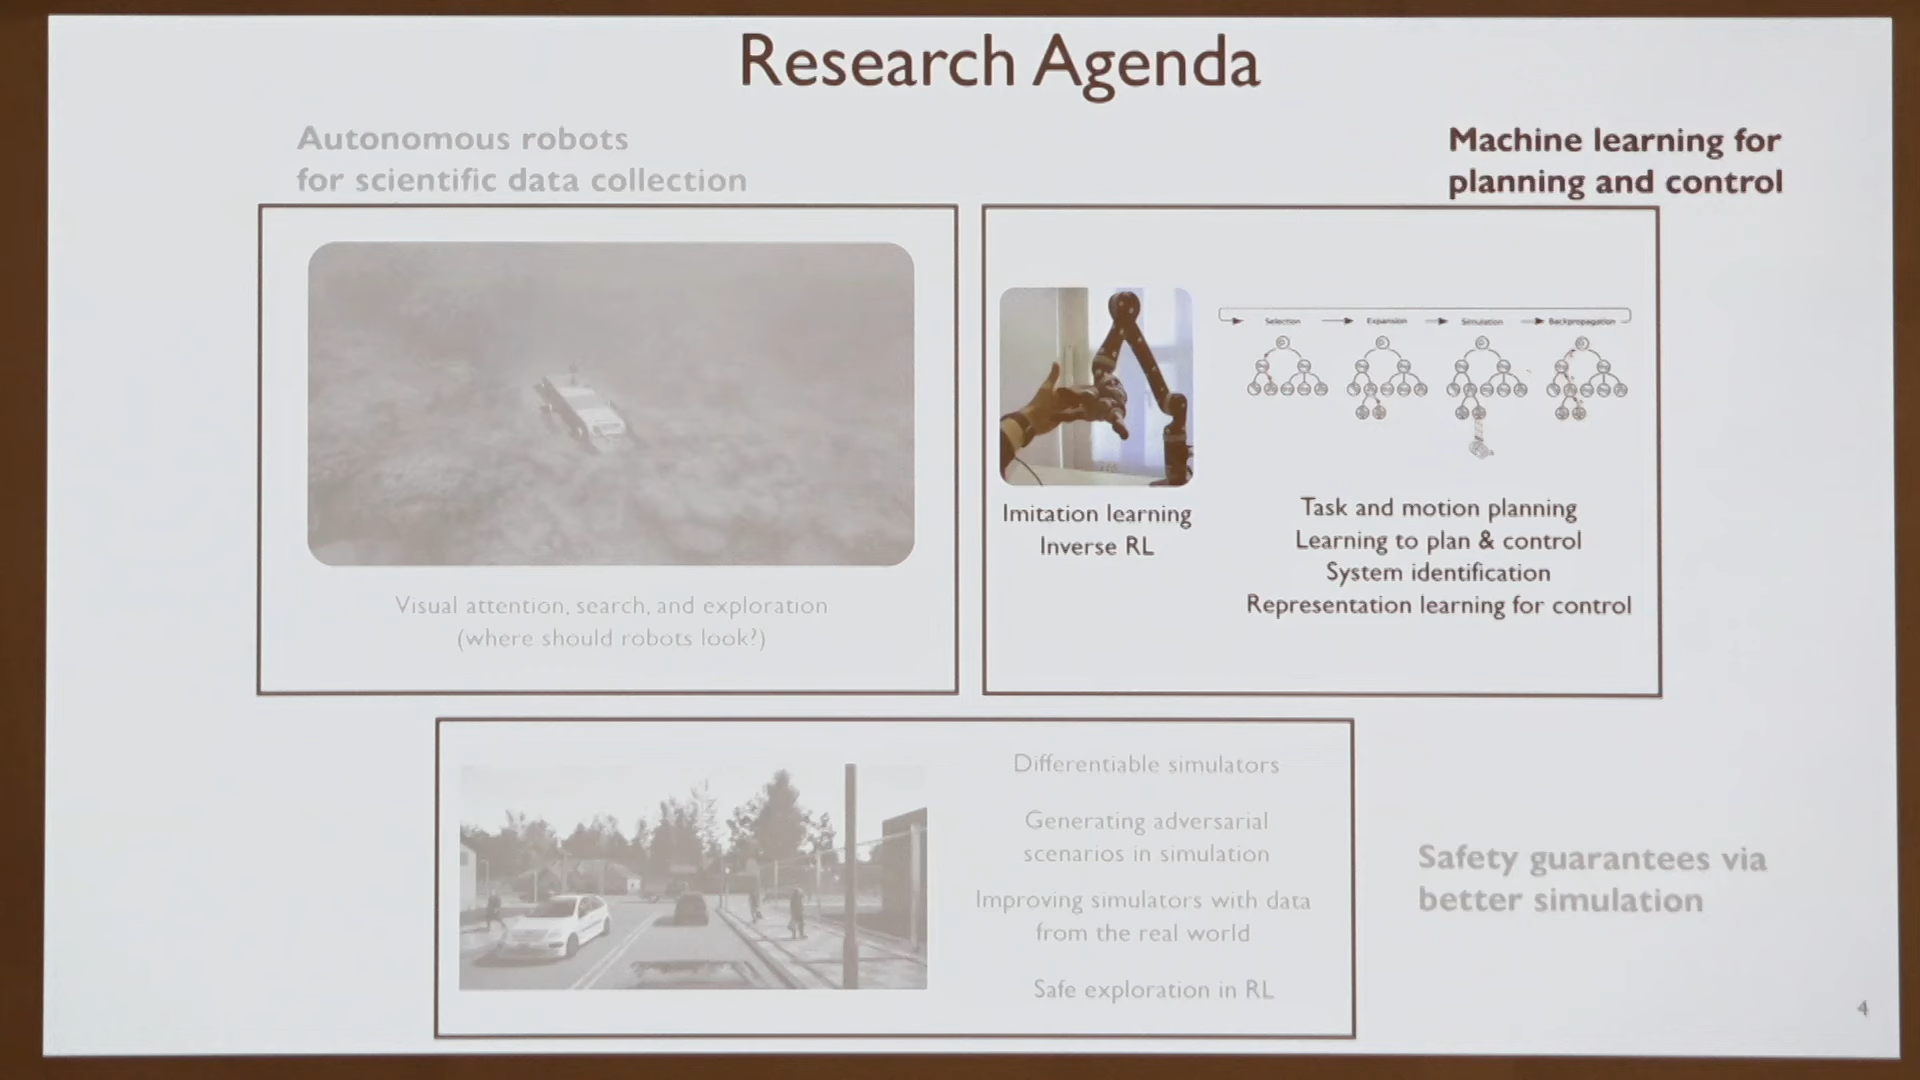 Research Agenda
Autonomous robots
for scientific data collection
Machine learning for
planning and control
Selection
Expansion
Simulation
Backpropagation
Imitation learning
Inverse RL
Task and motion planning
Learning to plan & control
System identification
Representation learning for control
Visual attention, search, and exploration
(where should robots look?)
Differentiable simulators
Generating adversarial
scenarios in simulation
Improving simulators with data
from the real world
Safe exploration in RL
Safety guarantees via
better simulation
4